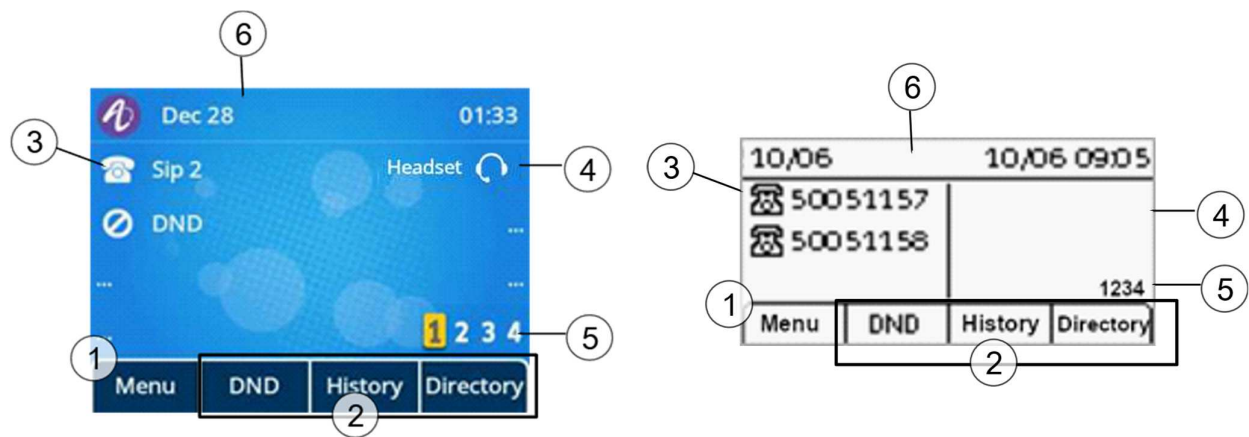 6
Dec 28 01:33
3
Sip 2 Headset
4
DND
...
...
...
...
1 2 3 4
5
1
Menu DND History Directory
2
6
10/06 10/06 09:05
3
50051157
4
50051158
1234
5
1
Menu DND History Directory
2